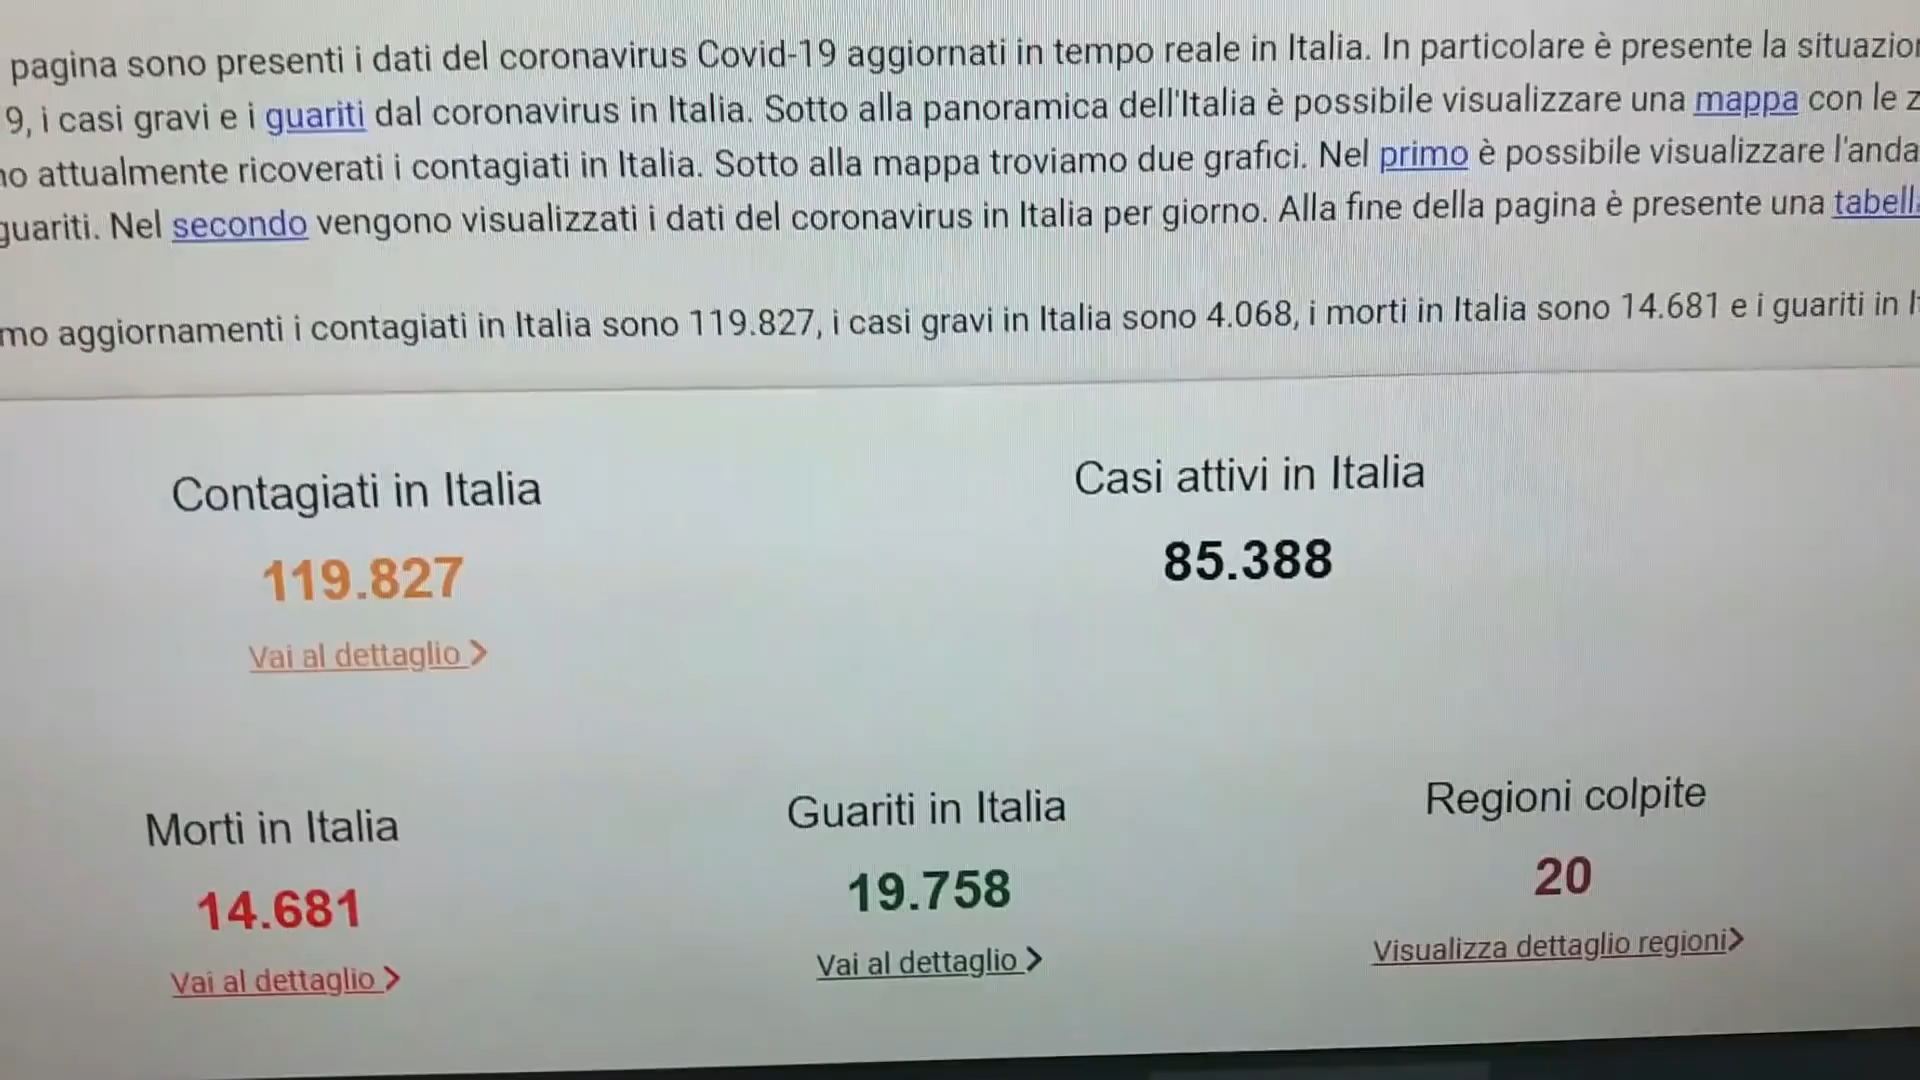 pagina sono presenti i dati del coronavirus Covid-19 aggiornati in tempo reale in Italia. In particolare è presente la
9, i casi gravi e i guariti dal coronavirus in Italia. Sotto alla panoramica dell'Italia è possibile visualizzare una mappa con le
attualmente ricoverati i contagiati in Italia. Sotto alla mappa troviamo due grafici. Nel primo è possibile visualizzare
guariti. Nel secondo vengono visualizzati i dati del coronavirus in Italia per giorno. Alla fine della pagina è presente una
aggiornamenti i contagiati in Italia sono 119.827, i casi gravi in Italia sono 4.068, i morti in Italia sono 14.681 e i guariti in
Contagiati in Italia
119.827
Vai al dettaglio >
Casi attivi in Italia
85.388
Morti in Italia
14.681
Vai al dettaglio >
Guariti in Italia
19.758
Vai al dettaglio >
Regioni colpite
20
Visualizza dettaglio regioni>